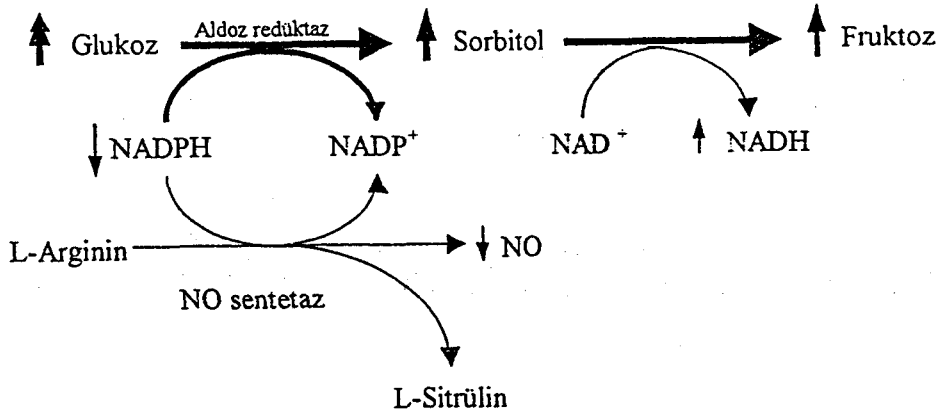 Glukoz Aldoz redüktaz Sorbitol Fruktoz
NADPH NADP+ NAD+ NADH
L-Arginin NO
NO sentetaz
L-Sitrülin